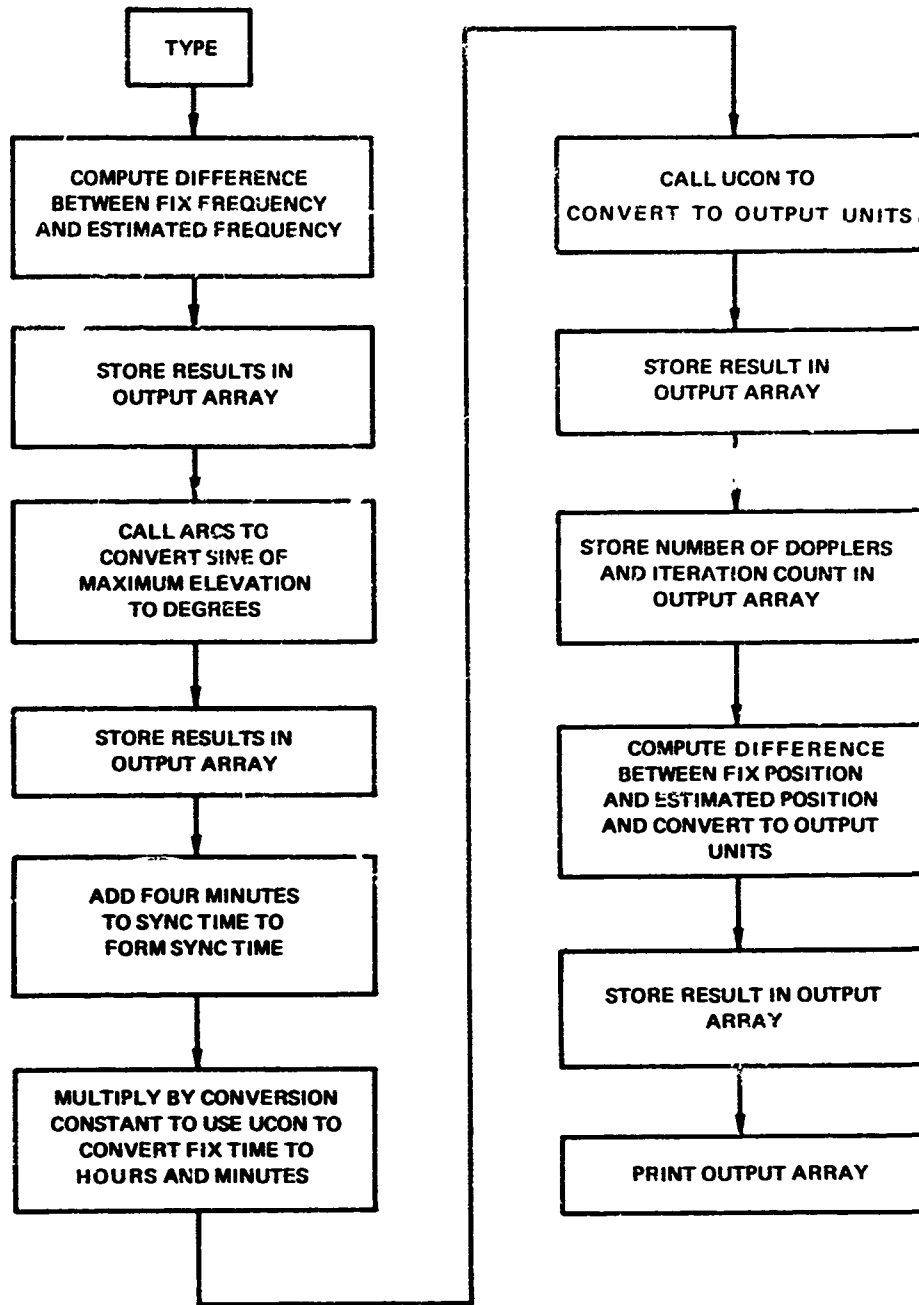 TYPE
COMPUTE DIFFERENCE
BETWEEN FIX FREQUENCY
AND ESTIMATED FREQUENCY
STORE RESULTS IN
OUTPUT ARRAY
CALL ARCS TO
CONVERT SINE OF
MAXIMUM ELEVATION
TO DEGREES
STORE RESULTS IN
OUTPUT ARRAY
ADD FOUR MINUTES
TO SYNC TIME TO
FORM SYNC TIME
MULTIPLY BY CONVERSION
CONSTANT TO USE UCON TO
CONVERT FIX TIME TO
HOURS AND MINUTES
CALL UCON TO
CONVERT TO OUTPUT UNITS
STORE RESULT IN
OUTPUT ARRAY
STORE NUMBER OF DOPPLERS
AND ITERATION COUNT IN
OUTPUT ARRAY
COMPUTE DIFFERENCE
BETWEEN FIX POSITION
AND ESTIMATED POSITION
AND CONVERT TO OUTPUT
UNITS
STORE RESULT IN OUTPUT
ARRAY
PRINT OUTPUT ARRAY